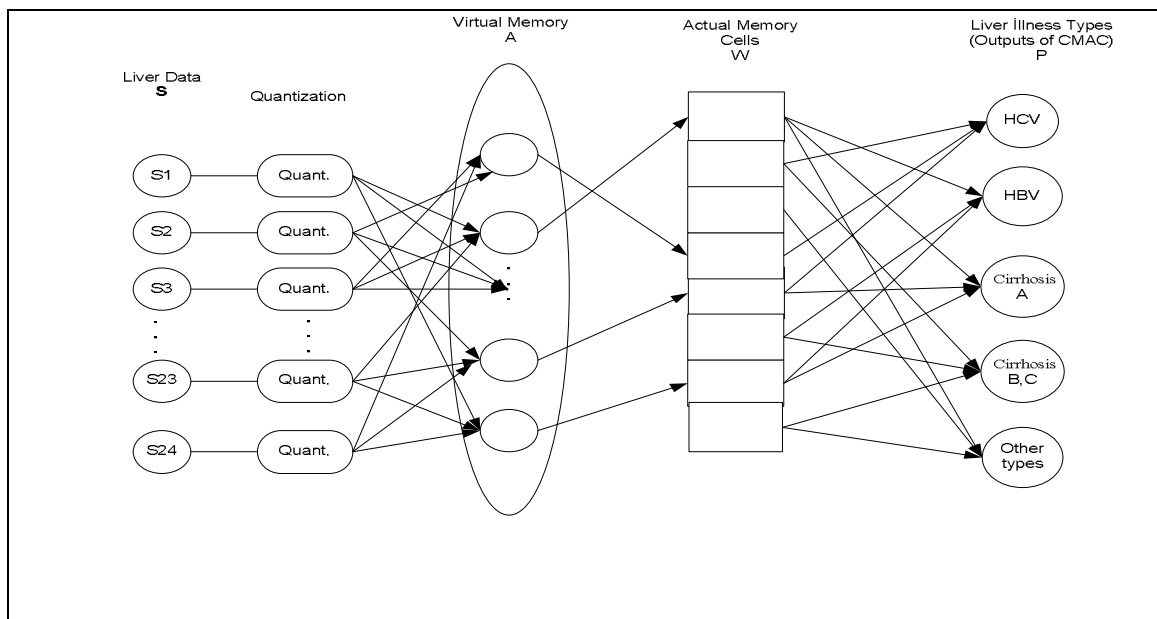 Liver Data
S
Quantization
Virtual Memory
A
Actual Memory
Cells
W
Liver İllness Types
(Outputs of CMAC)
P
S1
S2
S3
S23
S24
Quant.
Quant.
Quant.
Quant.
Quant.
HCV
HBV
Cirrhosis
A
Cirrhosis
B,C
Other
types